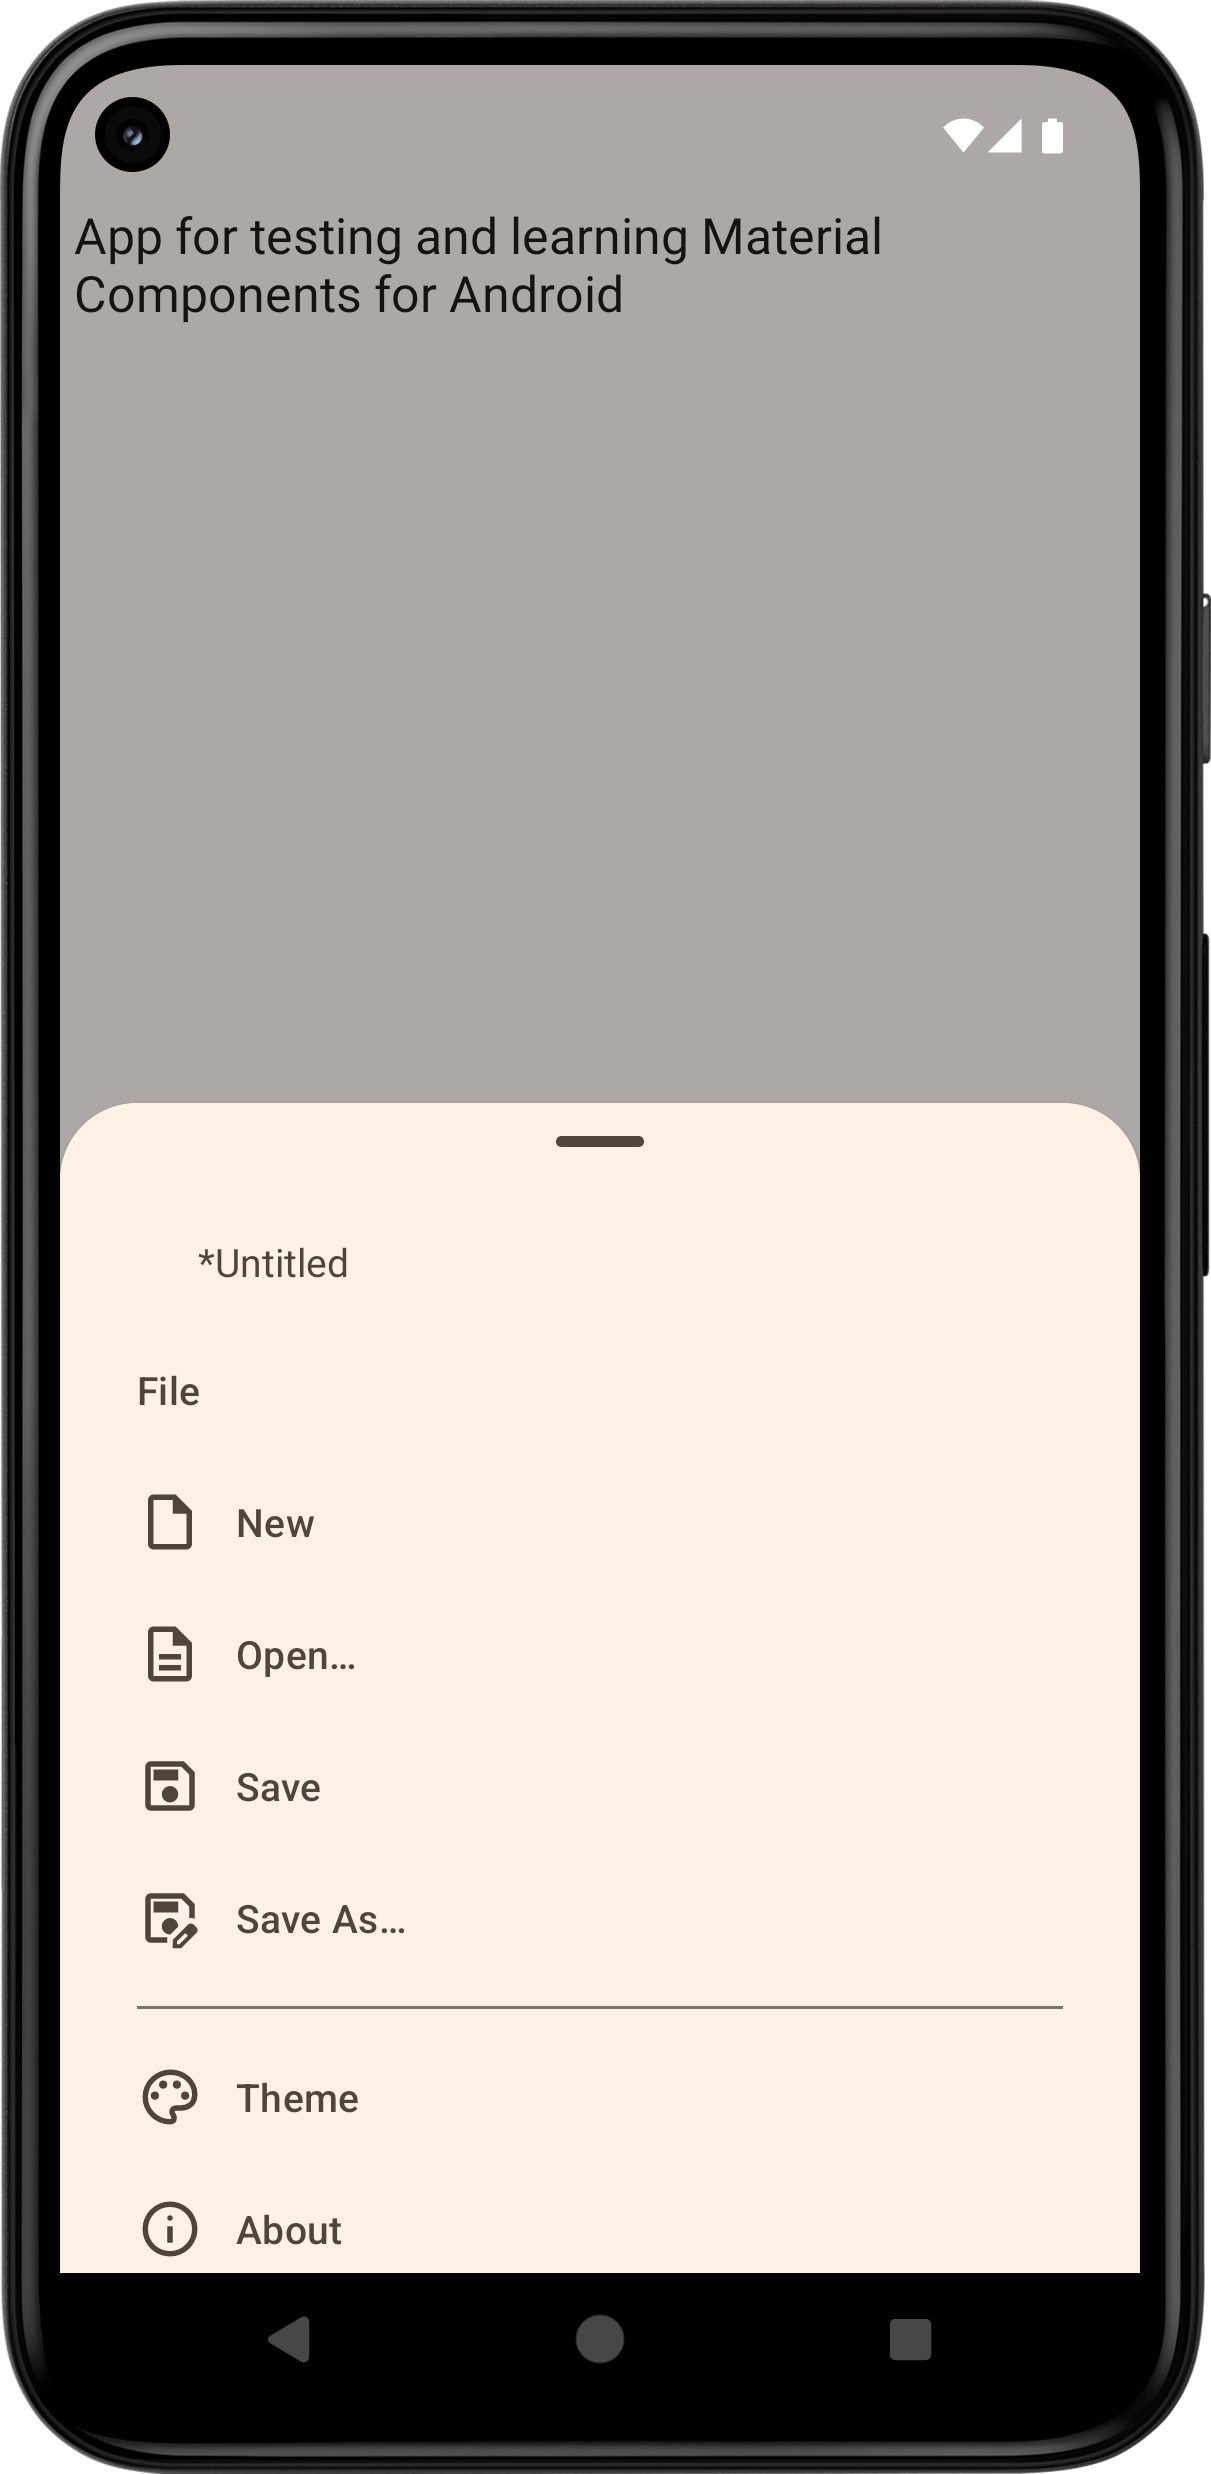 App for testing and learning Material
Components for Android
*Untitled
File
New
Open…
Save
Save As…
Theme
About